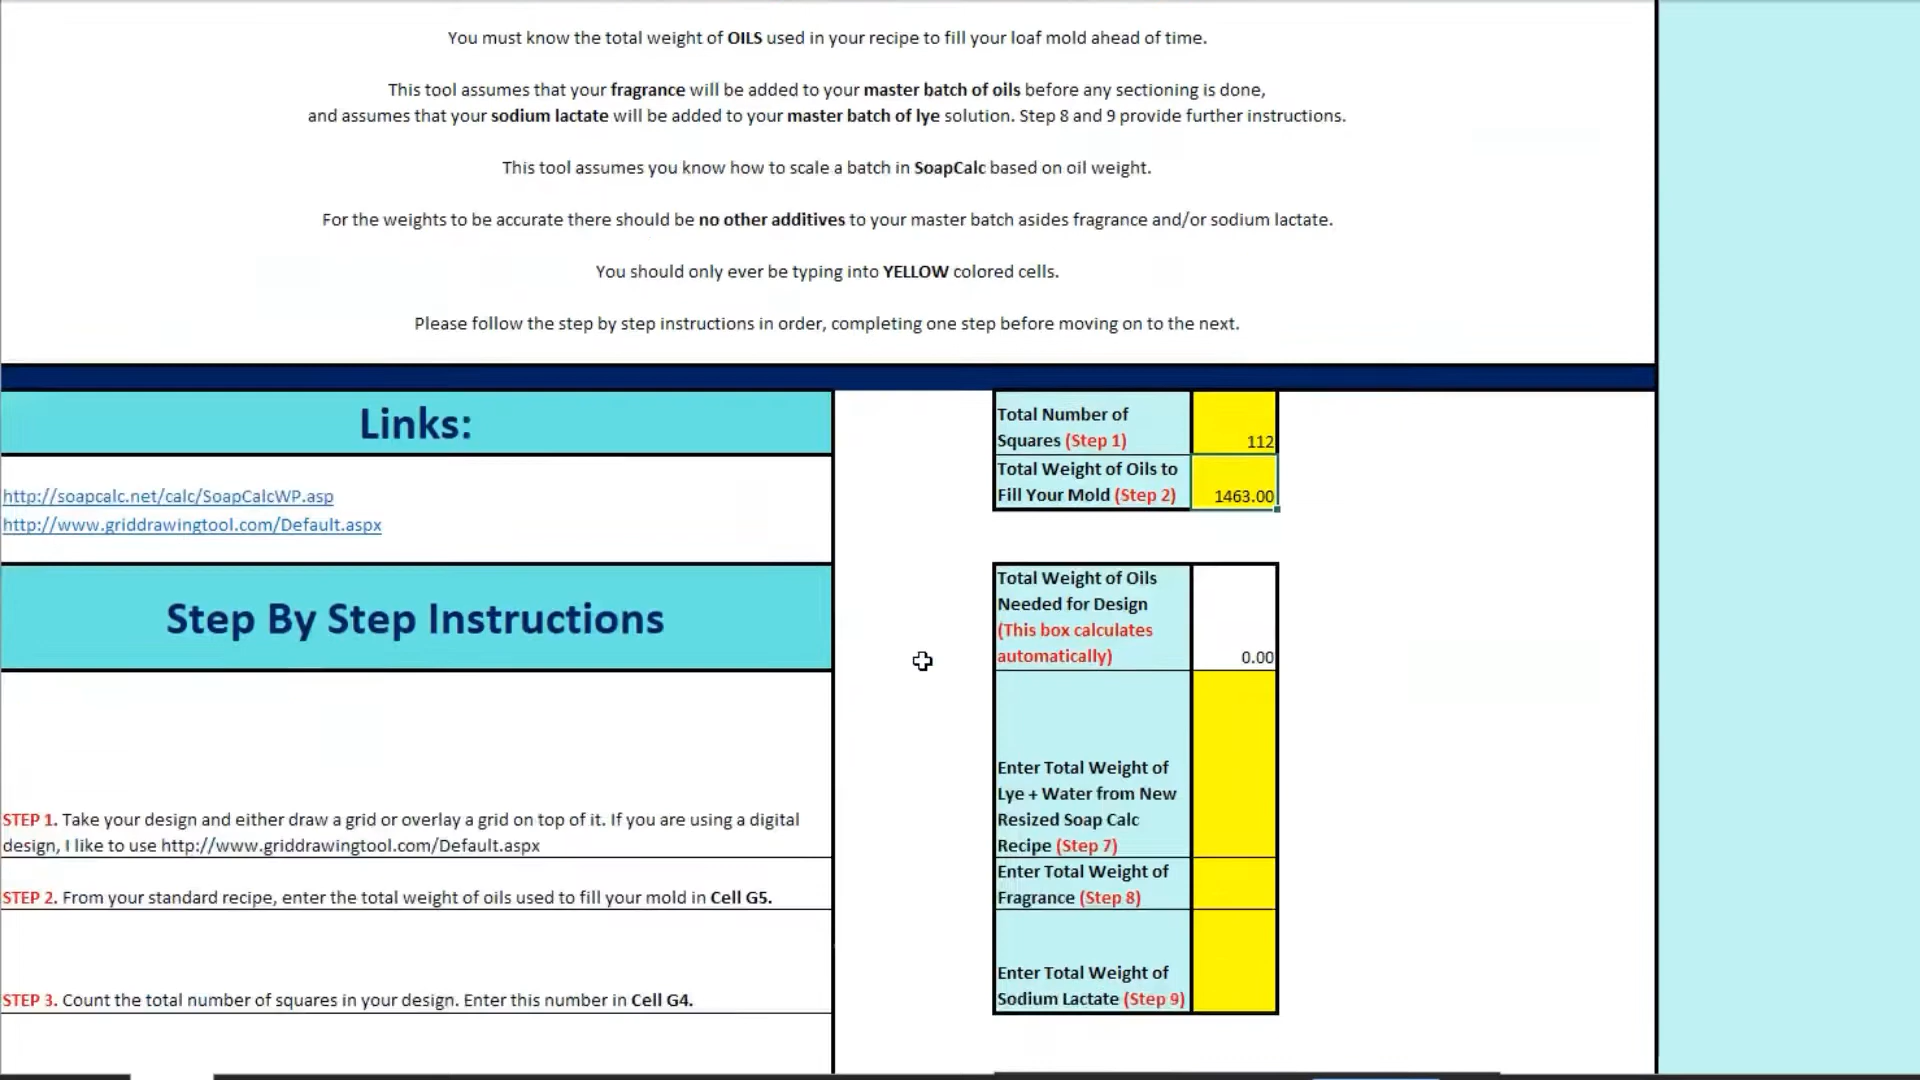 You must know the total weight of OILS used in your recipe to fill your loaf mold ahead of time.
This tool assumes that your fragrance will be added to your master batch of oils before any sectioning is done,
and assumes that your sodium lactate will be added to your master batch of lye solution. Step 8 and 9 provide further instructions.
This tool assumes you know how to scale a batch in SoapCalc based on oil weight.
For the weights to be accurate there should be no other additives to your master batch asides fragrance and/or sodium lactate.
You should only ever be typing into YELLOW colored cells.
Please follow the step by step instructions in order, completing one step before moving on to the next.
Links:
http://soapcalc.net/calc/SoapCalcWP.asp
http://www.griddrawingtool.com/Default.aspx
Step By Step Instructions
STEP 1. Take your design and either draw a grid or overlay a grid on top of it. If you are using a digital
design, I like to use http://www.griddrawingtool.com/Default.aspx
STEP 2. From your standard recipe, enter the total weight of oils used to fill your mold in Cell G5.
STEP 3. Count the total number of squares in your design. Enter this number in Cell G4.
Total Number of
Squares (Step 1)
112
Total Weight of Oils to
Fill Your Mold (Step 2)
1463.00
Total Weight of Oils
Needed for Design
(This box calculates
automatically)
0.00
Enter Total Weight of
Lye + Water from New
Resized Soap Calc
Recipe (Step 7)
Enter Total Weight of
Fragrance (Step 8)
Enter Total Weight of
Sodium Lactate (Step 9)